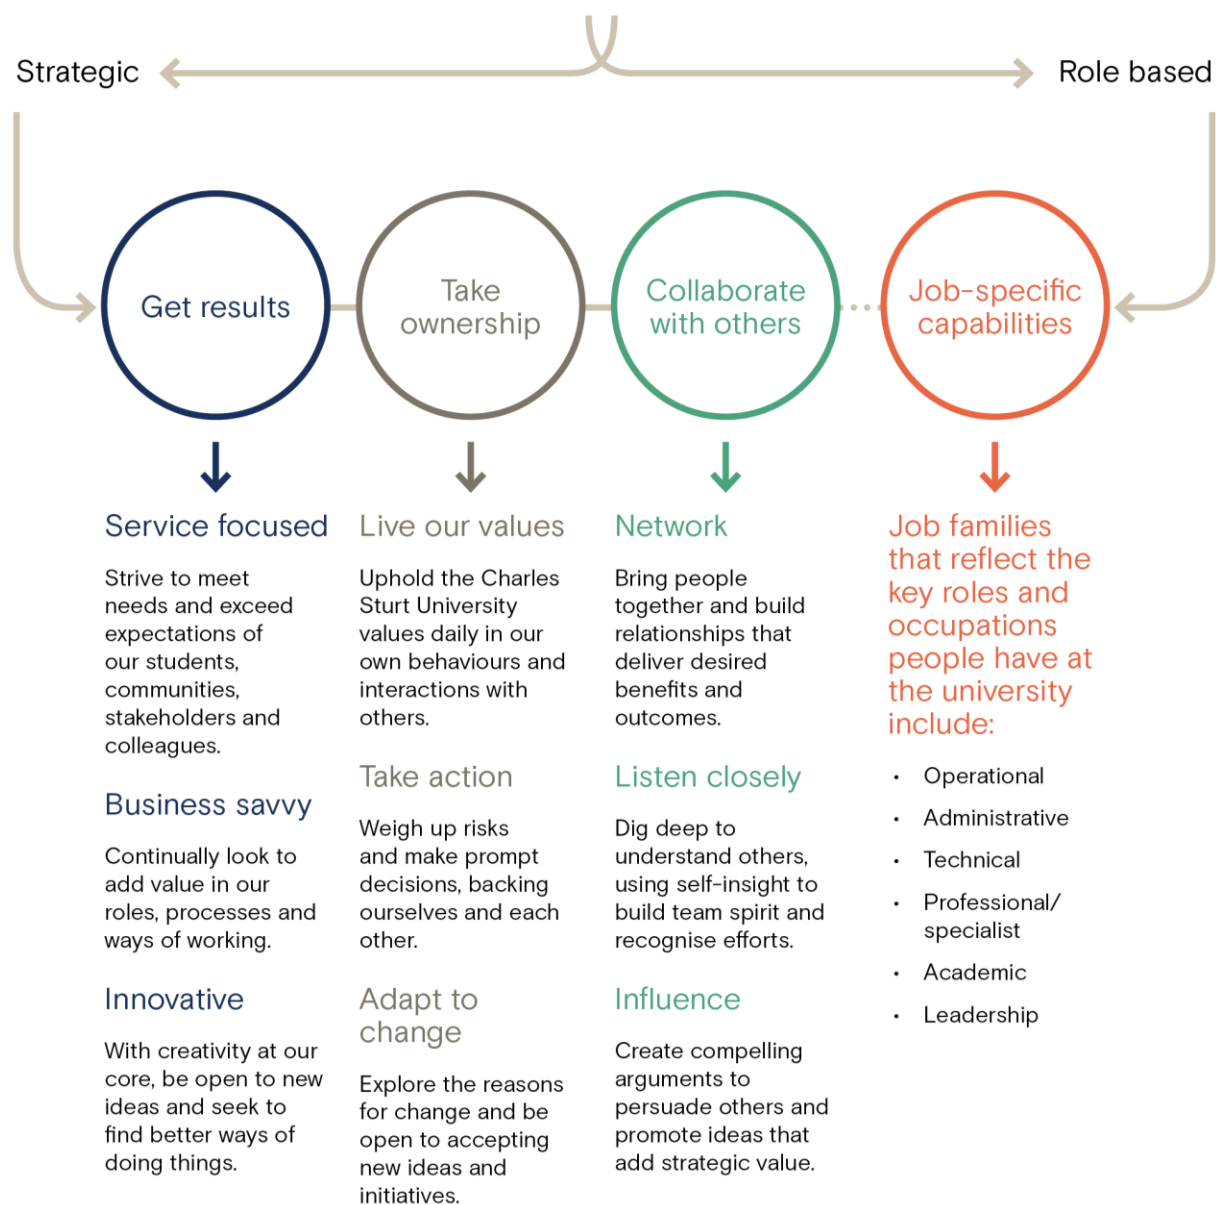 Strategic
Role based
Get results
Take
ownership
Collaborate
with others
Job-specific
capabilities
Service focused
Strive to meet
needs and exceed
expectations of
our students,
communities,
stakeholders and
colleagues.
Business savvy
Continually look to
add value in our
roles, processes and
ways of working.
Innovative
With creativity at our
core, be open to new
ideas and seek to
find better ways of
doing things.
Live our values
Uphold the Charles
Sturt University
values daily in our
own behaviours and
interactions with
others.
Take action
Weigh up risks
and make prompt
decisions, backing
ourselves and each
other.
Adapt to
change
Explore the reasons
for change and be
open to accepting
new ideas and
initiatives.
Network
Bring people
together and build
relationships that
deliver desired
benefits and
outcomes.
Listen closely
Dig deep to
understand others,
using self-insight to
build team spirit and
recognise efforts.
Influence
Create compelling
arguments to
persuade others and
promote ideas that
add strategic value.
Job families
that reflect the
key roles and
occupations
people have at
the university
include:
• Operational
• Administrative
• Technical
• Professional/
specialist
• Academic
• Leadership